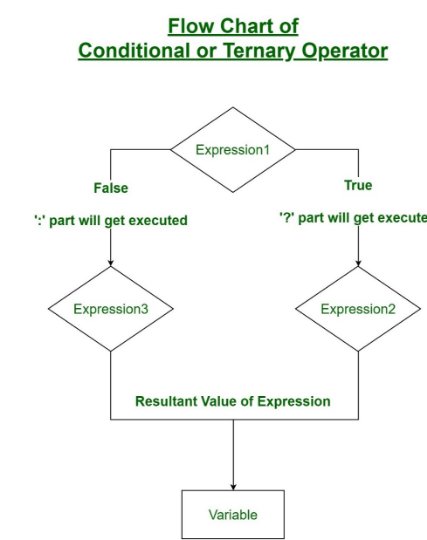 Flow Chart of
Conditional or Ternary Operator
Expression1
False
True
':' part will get executed
'?' part will get execute
Expression3
Expression2
Resultant Value of Expression
Variable